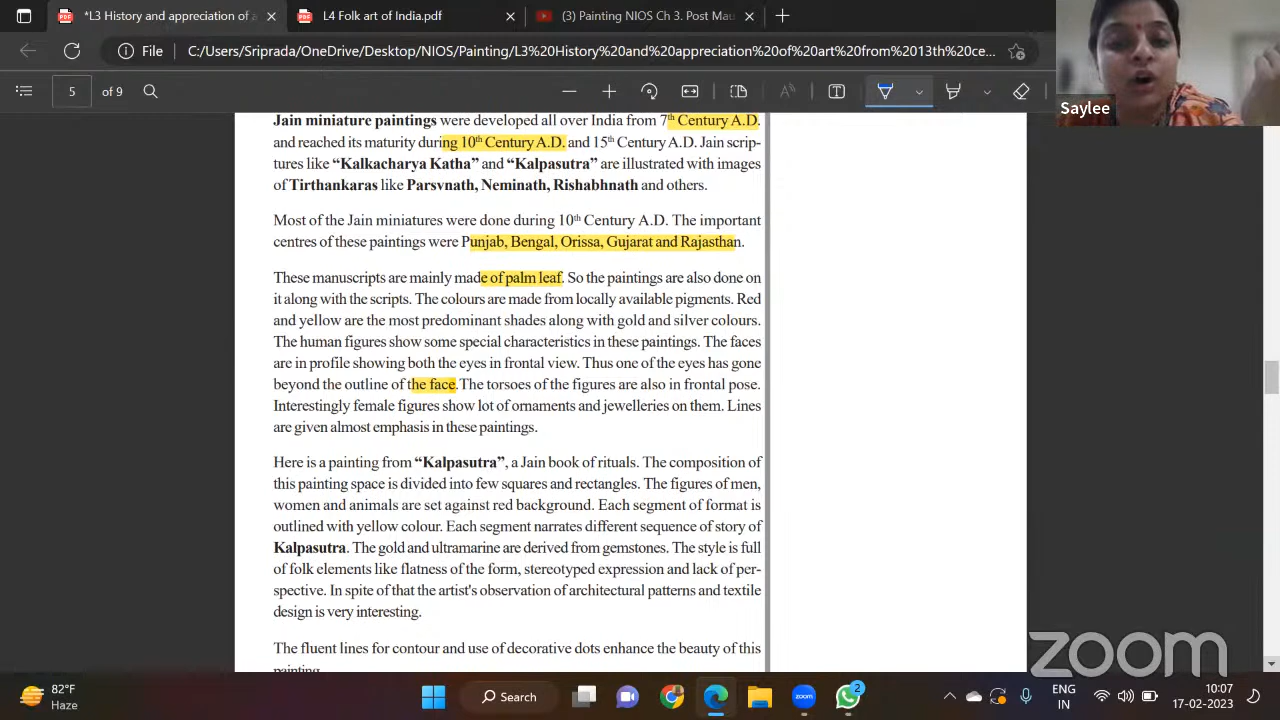 *L3 History and appreciation of a
L4 Folk art of India.pdf
(3) Painting NIOS Ch 3. Post Mau
File
C:/Users/Sriprada/OneDrive/Desktop/NIOS/Painting/L3%20History%20and%20appreciation%20of%20art%20from%2013th%20ce...
5 of 9
Saylee
Jain miniature paintings were developed all over India from 7th Century A.D.
and reached its maturity during 10th Century A.D. and 15th Century A.D. Jain scrip-
tures like “Kalkacharya Katha” and “Kalpasutra” are illustrated with images
of Tirthankaras like Parsvnath, Neminath, Rishabhnath and others.
Most of the Jain miniatures were done during 10th Century A.D. The important
centres of these paintings were Punjab, Bengal, Orissa, Gujarat and Rajasthan.
These manuscripts are mainly made of palm leaf. So the paintings are also done on
it along with the scripts. The colours are made from locally available pigments. Red
and yellow are the most predominant shades along with gold and silver colours.
The human figures show some special characteristics in these paintings. The faces
are in profile showing both the eyes in frontal view. Thus one of the eyes has gone
beyond the outline of the face.The torsoes of the figures are also in frontal pose.
Interestingly female figures show lot of ornaments and jewelleries on them. Lines
are given almost emphasis in these paintings.
Here is a painting from “Kalpasutra”, a Jain book of rituals. The composition of
this painting space is divided into few squares and rectangles. The figures of men,
women and animals are set against red background. Each segment of format is
outlined with yellow colour. Each segment narrates different sequence of story of
Kalpasutra. The gold and ultramarine are derived from gemstones. The style is full
of folk elements like flatness of the form, stereotyped expression and lack of per-
spective. In spite of that the artist's observation of architectural patterns and textile
design is very interesting.
The fluent lines for contour and use of decorative dots enhance the beauty of this
painting.
zoom
82°F
Haze
Search
zoom
2
ENG
IN
10:07
17-02-2023